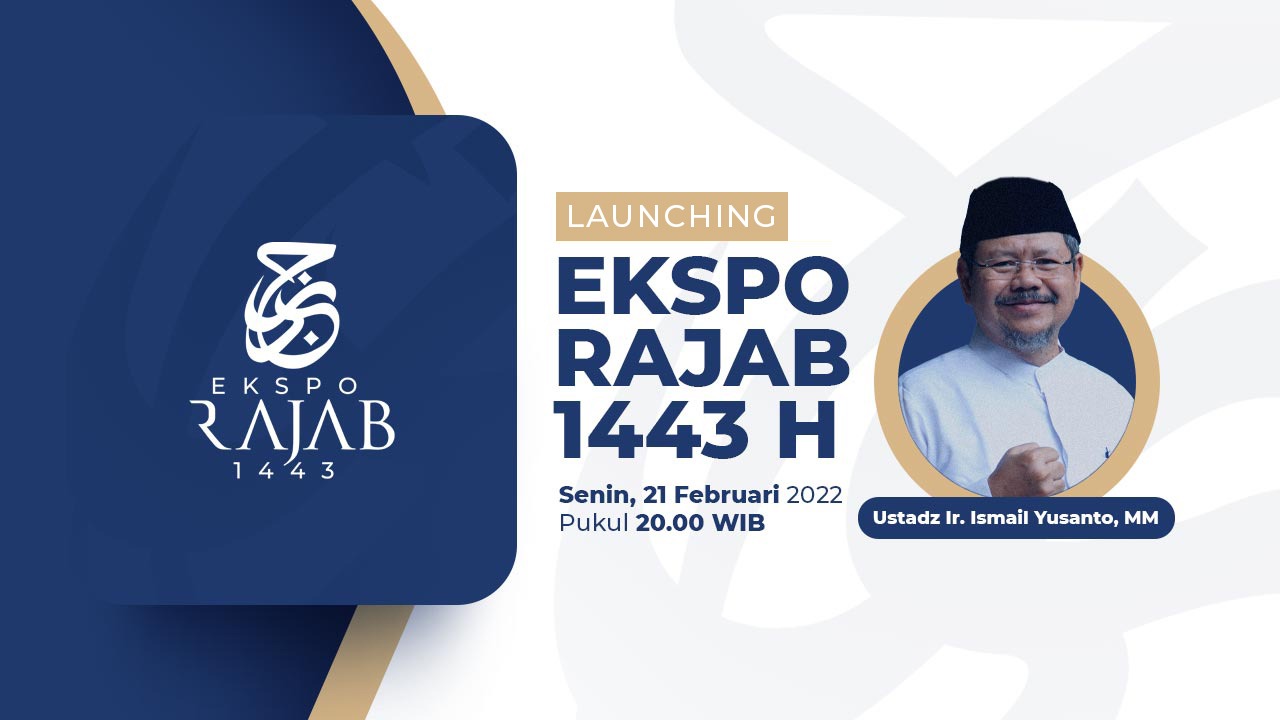 EKSPO
RAJAB
1443
LAUNCHING
EKSPO
RAJAB
1443 H
Senin, 21 Februari 2022
Pukul 20.00 WIB
Ustadz Ir. Ismail Yusanto, MM